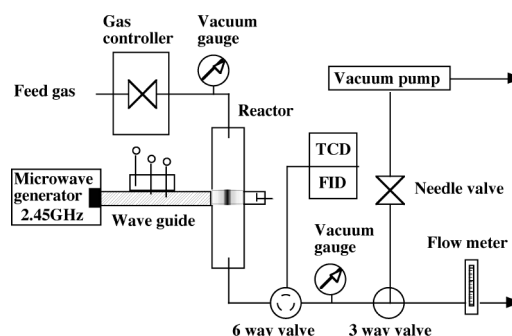 Gas
controller
Vacuum
gauge
Feed gas
Vacuum pump
Reactor
TCD
FID
Microwave
generator
2.45GHz
Wave guide
Needle valve
Vacuum
gauge
Flow meter
6 way valve
3 way valve